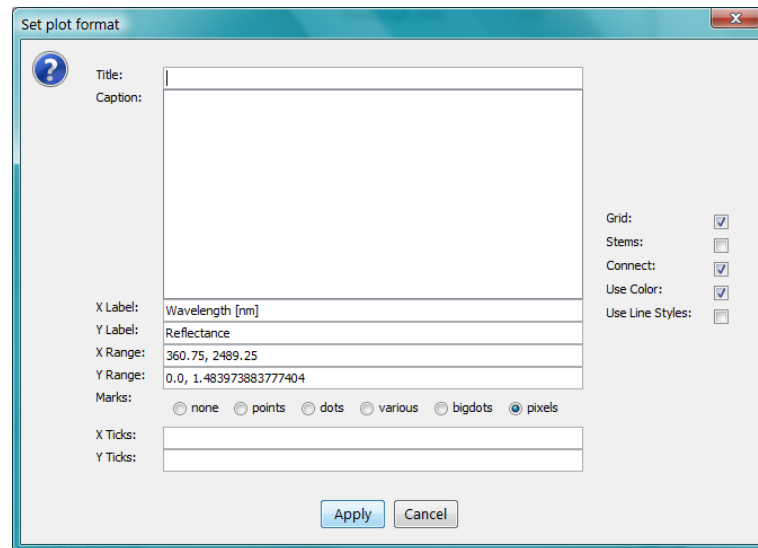 Set plot format
Title:
Caption:
Grid:
Stems:
Connect:
Use Color:
Use Line Styles:
X Label: Wavelength [nm]
Y Label: Reflectance
X Range: 360.75, 2489.25
Y Range: 0.0, 1.483973883777404
Marks: none points dots various bigdots pixels
X Ticks:
Y Ticks:
Apply Cancel